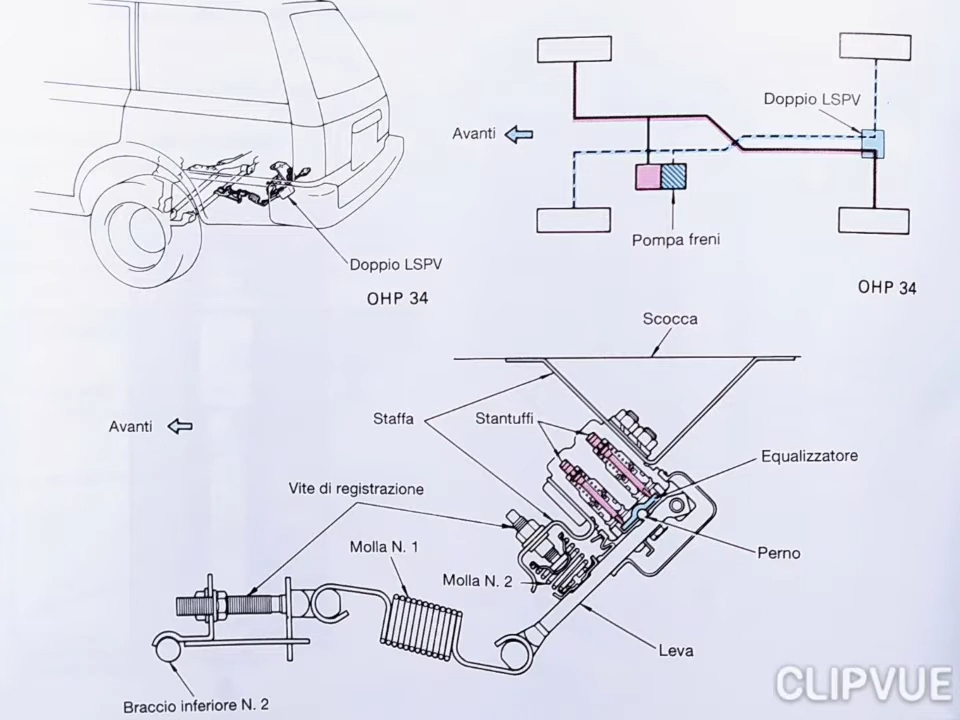 Doppio LSPV
OHP 34
Doppio LSPV
Avanti
Pompa freni
OHP 34
Scocca
Avanti
Staffa
Stantuffi
Equalizzatore
Vite di registrazione
Molla N. 1
Molla N. 2
Perno
Leva
Braccio inferiore N. 2
CLIPVUE